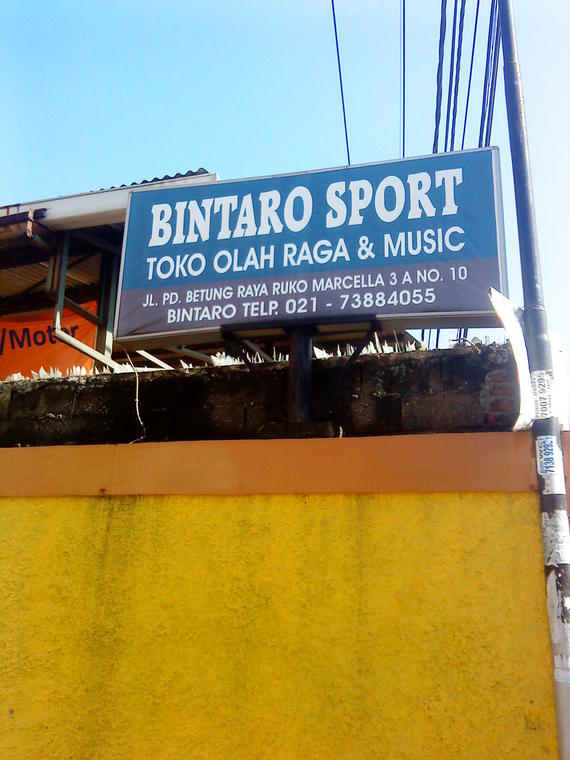 BINTARO SPORT
TOKO OLAH RAGA & MUSIC
JL. PD. BETUNG RAYA RUKO MARCELLA 3 A NO. 10
BINTARO TELP. 021 - 73884055
/Motor